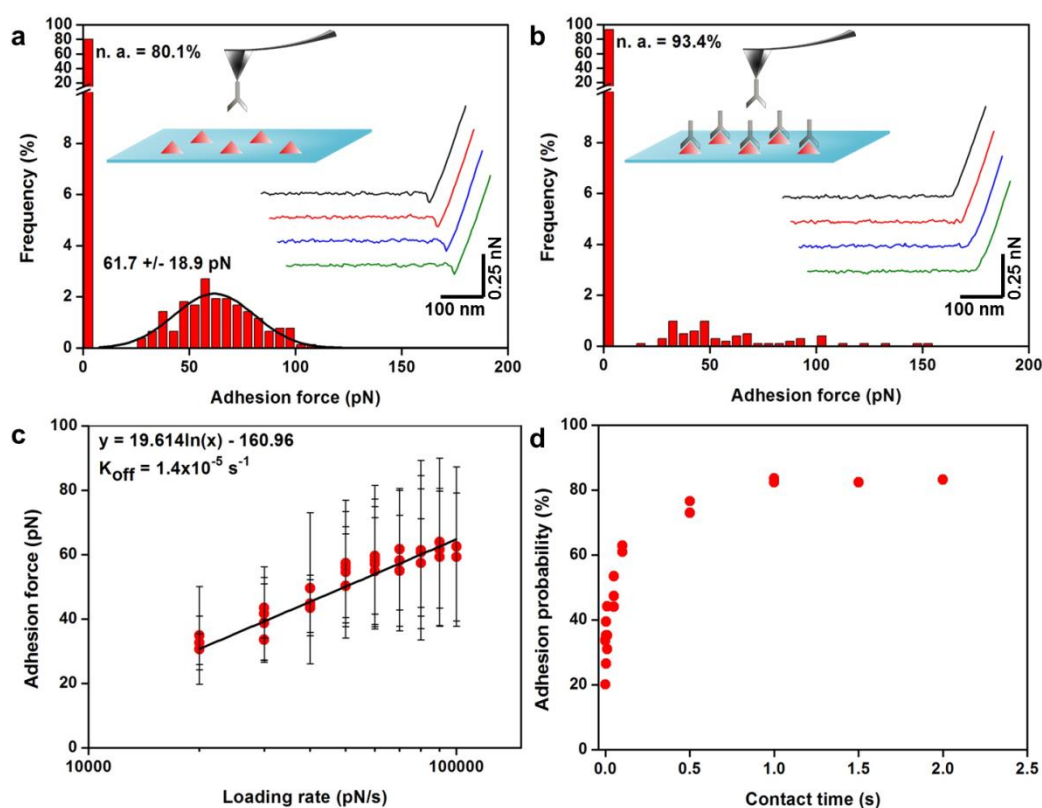 a
n. a. = 80.1%
Frequency (%)
100
80
60
40
20
8
6
4
2
0
61.7 +/- 18.9 pN
100 nm
0.25 nN
0 50 100 150 200
Adhesion force (pN)
b
n. a. = 93.4%
Frequency (%)
100
80
60
40
20
8
6
4
2
0
100 nm
0.25 nN
0 50 100 150 200
Adhesion force (pN)
c
y = 19.614ln(x) - 160.96
Koff = 1.4x10⁻⁵ s⁻¹
Adhesion force (pN)
100
80
60
40
20
0
10000 100000
Loading rate (pN/s)
d
Adhesion probability (%)
100
80
60
40
20
0
0.0 0.5 1.0 1.5 2.0 2.5
Contact time (s)